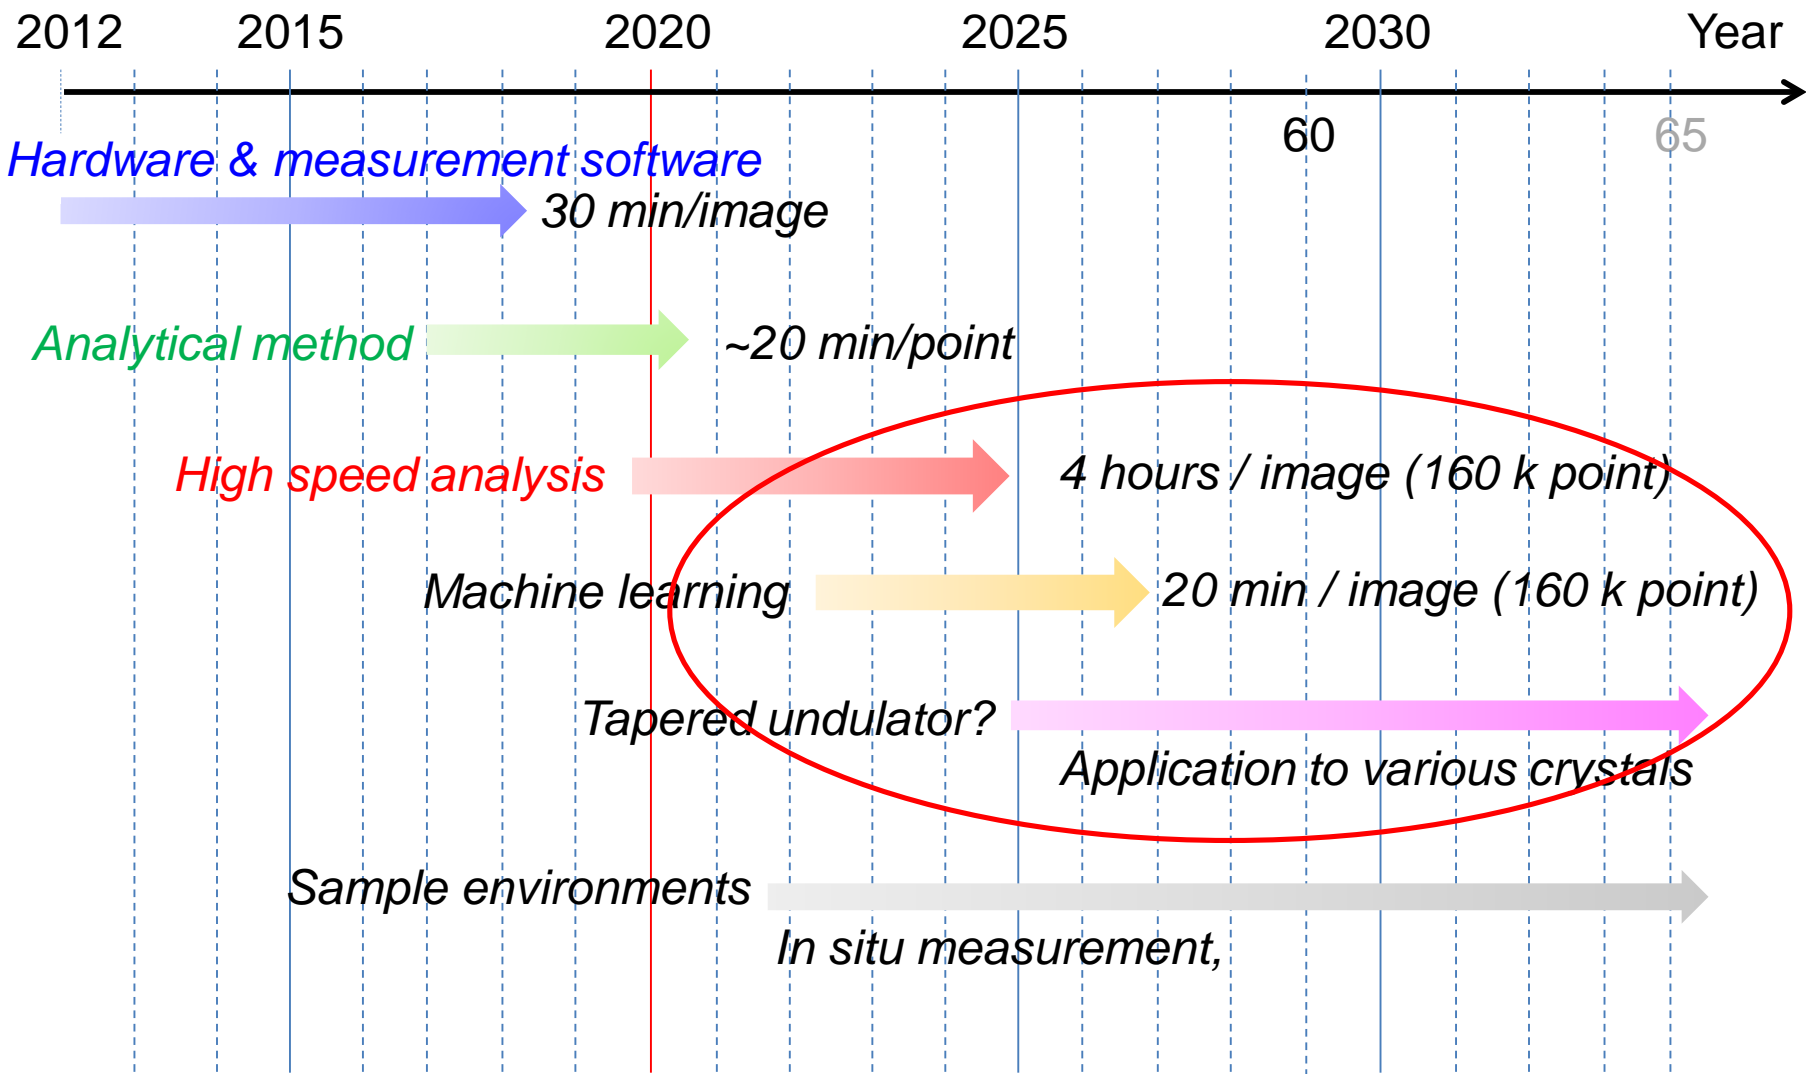 2012 2015 2020 2025 2030 Year
60 65
Hardware & measurement software
30 min/image
Analytical method ~20 min/point
High speed analysis 4 hours / image (160 k point)
Machine learning 20 min / image (160 k point)
Tapered undulator?
Application to various crystals
Sample environments
In situ measurement,